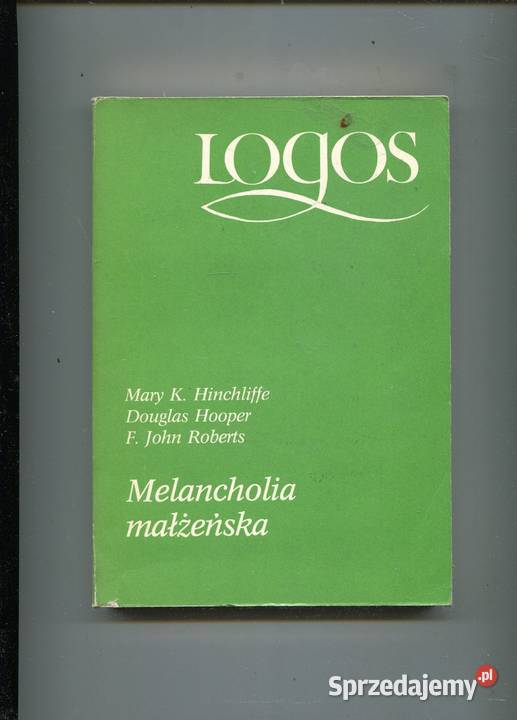 LOGOS
Mary K. Hinchliffe
Douglas Hooper
F. John Roberts
Melancholia
małżeńska
Sprzedajemy.pl